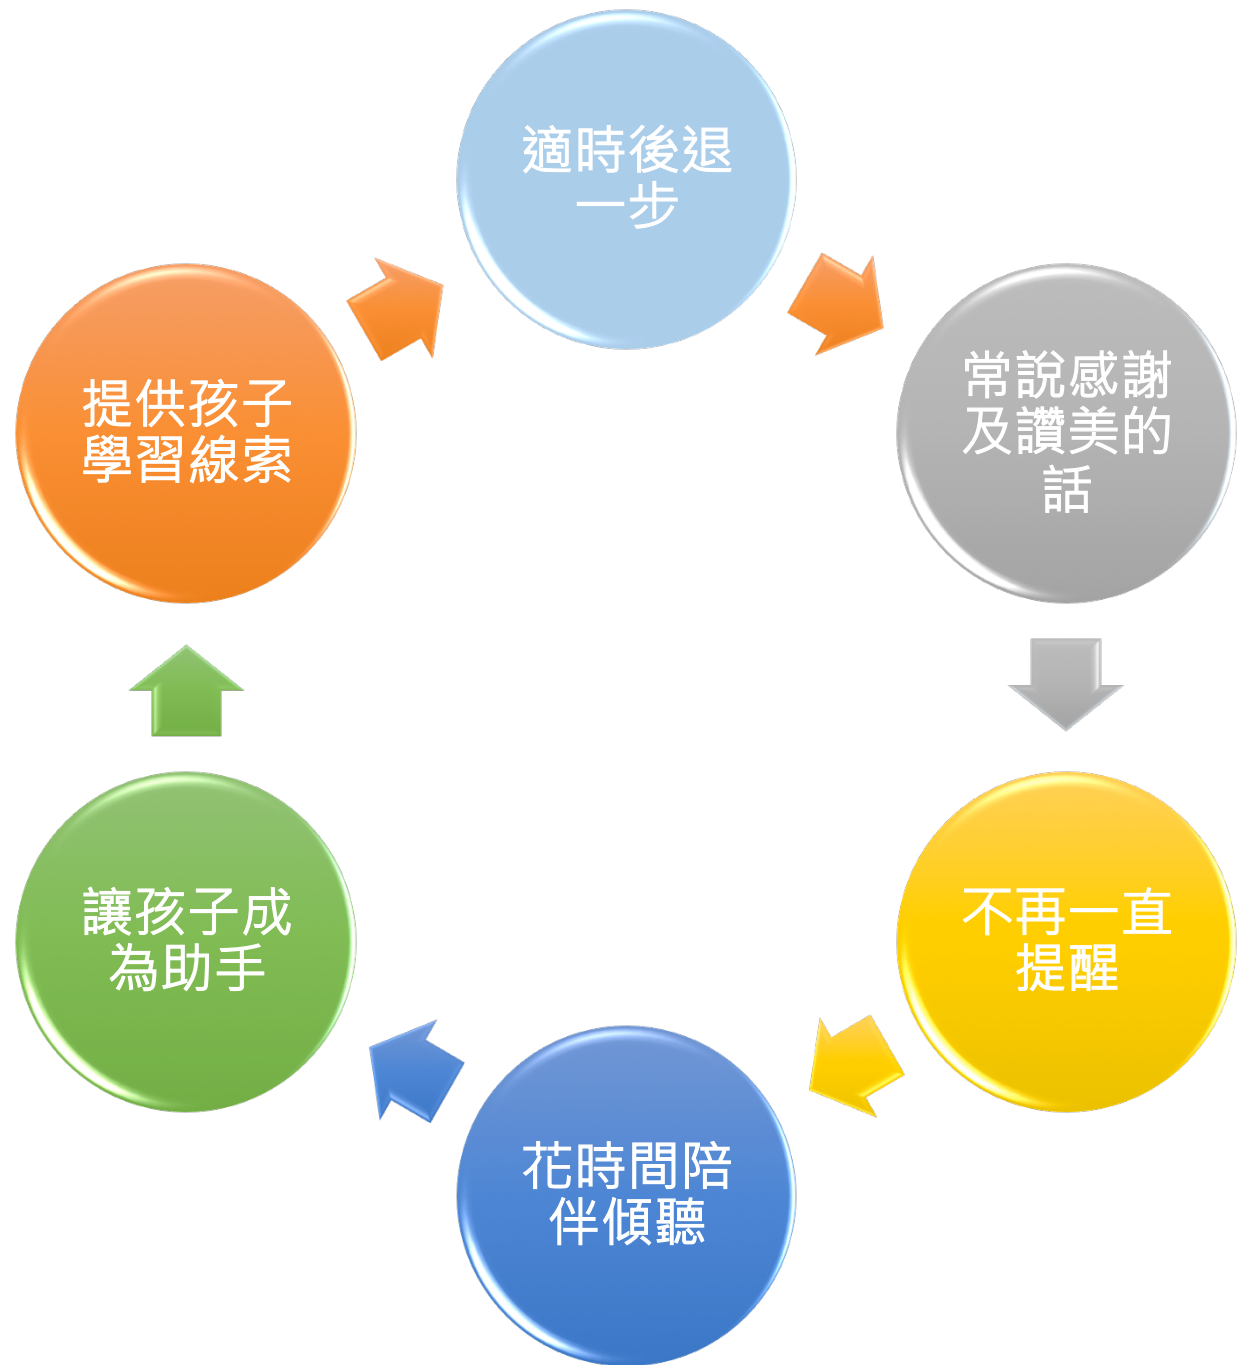 適時後退
一步
常說感謝
及讚美的
話
不再一直
提醒
花時間陪
伴傾聽
讓孩子成
為助手
提供孩子
學習線索